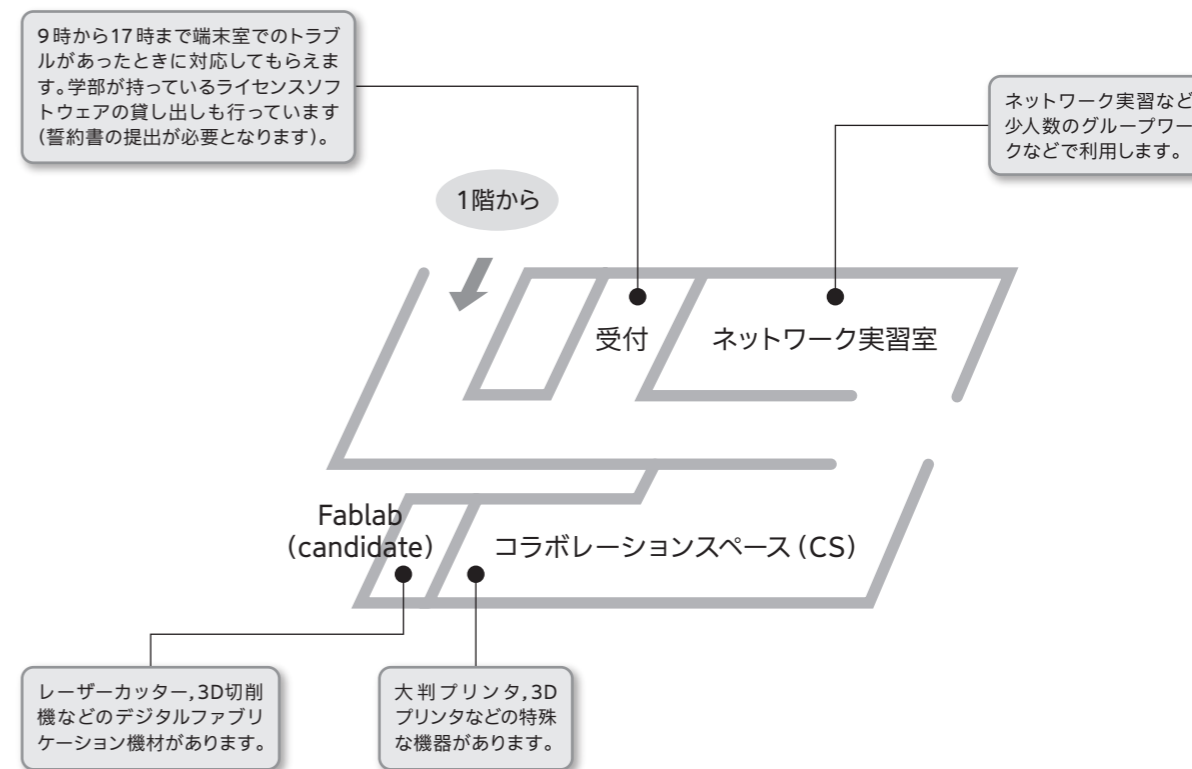 9時から17時まで端末室でのトラブ
ルがあったときに対応してもらえま
す。学部が持っているライセンスソフ
トウェアの貸し出しも行っています
(誓約書の提出が必要となります)。
ネットワーク実習など
少人数のグループワー
クなどで利用します。
1階から
受付
ネットワーク実習室
Fablab
(candidate)
コラボレーションスペース(CS)
レーザーカッター,3D切削
機などのデジタルファブリ
ケーション機材があります。
大判プリンタ,3D
プリンタなどの特殊
な機器があります。